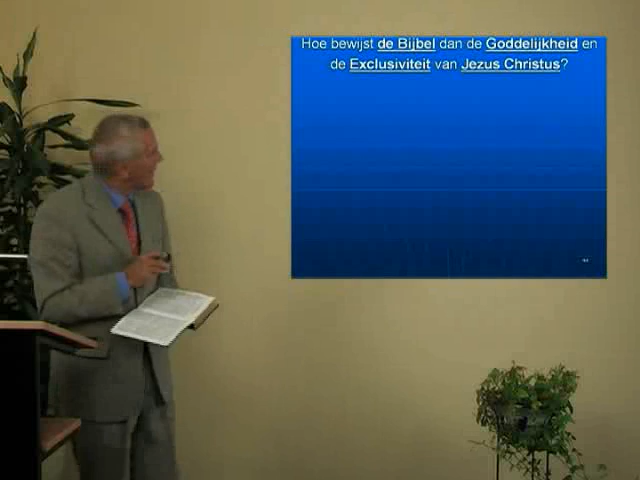 Hoe bewijst de Bijbel dan de Goddelijkheid en
de Exclusiviteit van Jezus Christus?